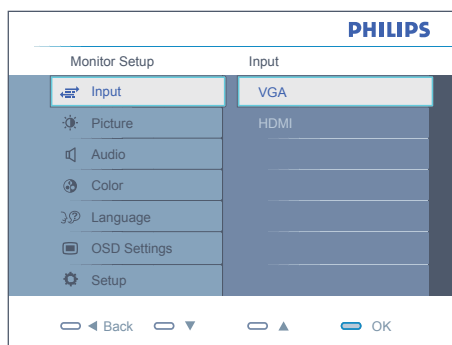 PHILIPS
Monitor Setup
Input
Input
VGA
Picture
HDMI
Audio
Color
Language
OSD Settings
Setup
Back
OK